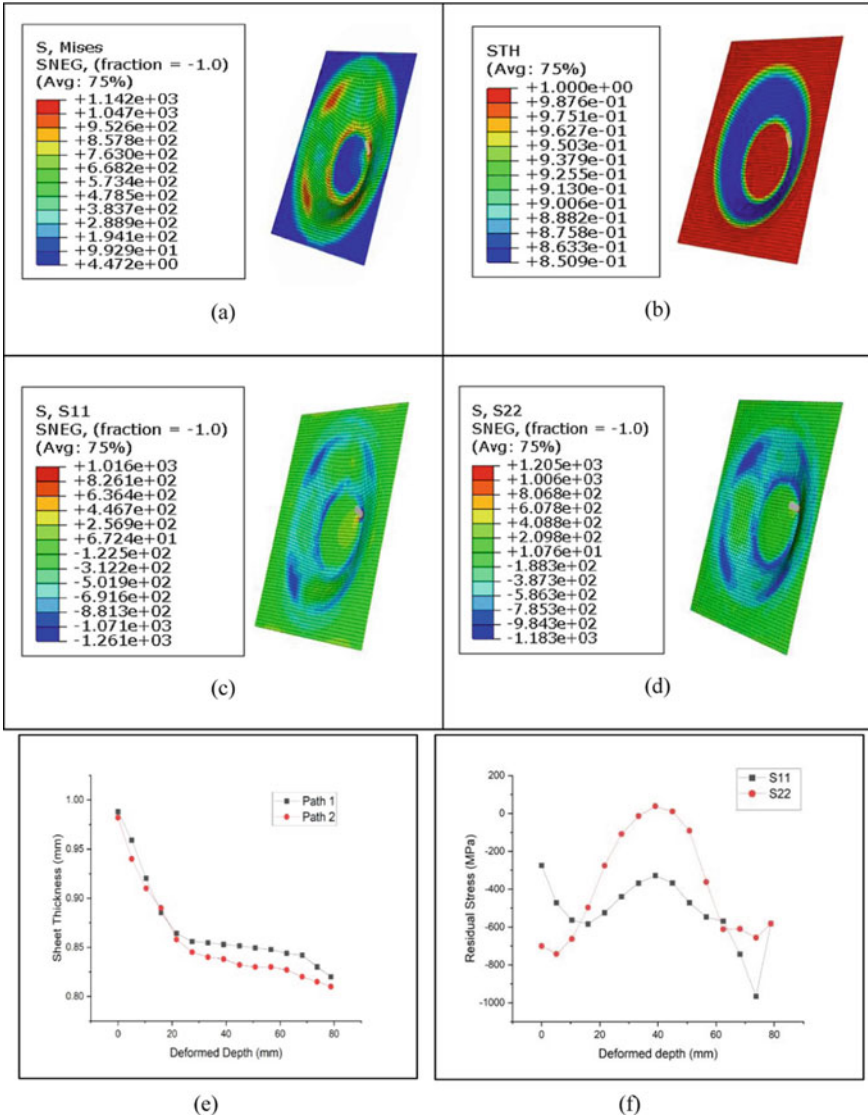 S, Mises
SNEG, (fraction = -1.0)
(Avg: 75%)
+1.142e+03
+1.047e+03
+9.526e+02
+8.578e+02
+7.630e+02
+6.682e+02
+5.734e+02
+4.785e+02
+3.837e+02
+2.889e+02
+1.941e+02
+9.929e+01
+4.472e+00
(a)
STH
(Avg: 75%)
+1.000e+00
+9.876e-01
+9.751e-01
+9.627e-01
+9.503e-01
+9.379e-01
+9.255e-01
+9.130e-01
+9.006e-01
+8.882e-01
+8.758e-01
+8.633e-01
+8.509e-01
(b)
S, S11
SNEG, (fraction = -1.0)
(Avg: 75%)
+1.016e+03
+8.261e+02
+6.364e+02
+4.467e+02
+2.569e+02
+6.724e+01
-1.225e+02
-3.122e+02
-5.019e+02
-6.916e+02
-8.813e+02
-1.071e+03
-1.261e+03
(c)
S, S22
SNEG, (fraction = -1.0)
(Avg: 75%)
+1.205e+03
+1.006e+03
+8.068e+02
+6.078e+02
+4.088e+02
+2.098e+02
+1.076e+01
-1.883e+02
-3.873e+02
-5.863e+02
-7.853e+02
-9.843e+02
-1.183e+03
(d)
Path 1
Path 2
Sheet Thickness (mm)
1.00
0.95
0.90
0.85
0.80
0 20 40 60 80
Deformed Depth (mm)
(e)
S11
S22
Residual Stress (MPa)
200
0
-200
-400
-600
-800
-1000
0 20 40 60 80
Deformed depth (mm)
(f)